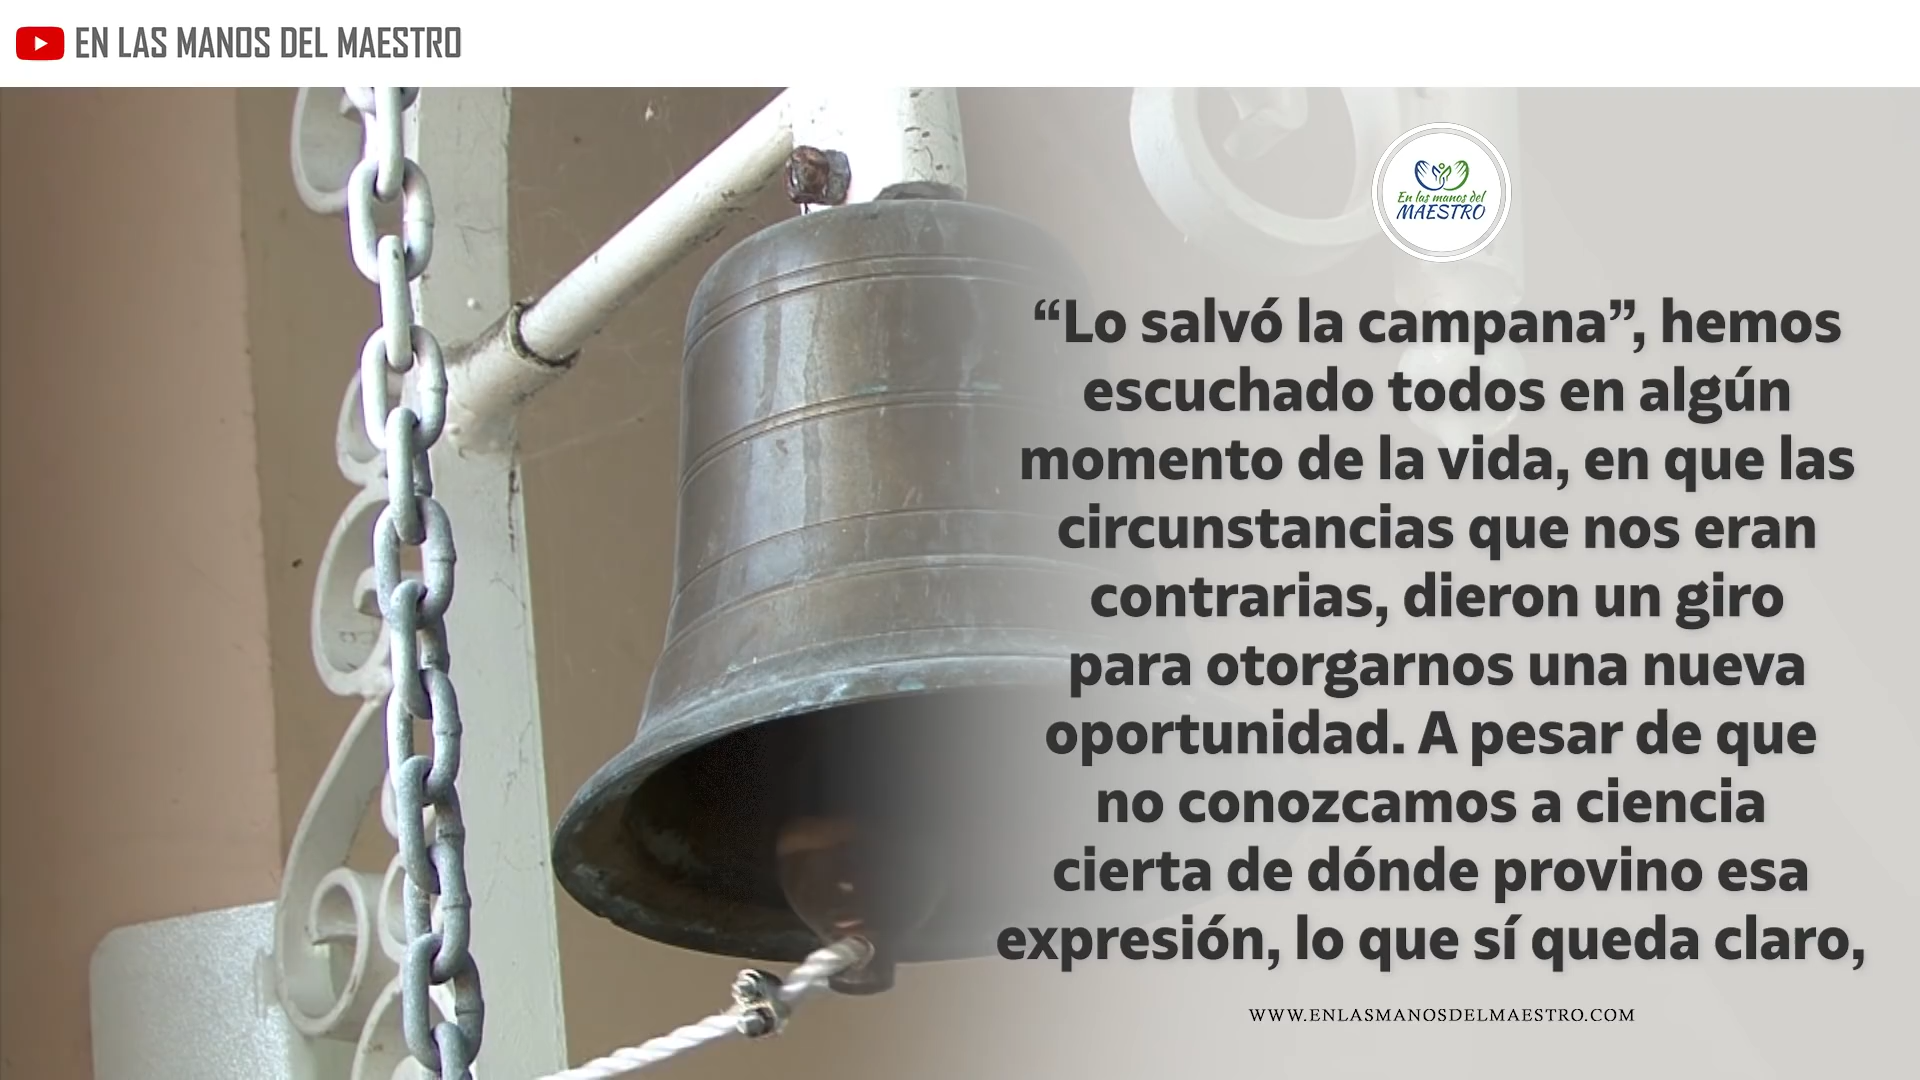 EN LAS MANOS DEL MAESTRO
En las manos del
MAESTRO
“Lo salvó la campana”, hemos
escuchado todos en algún
momento de la vida, en que las
circunstancias que nos eran
contrarias, dieron un giro
para otorgarnos una nueva
oportunidad. A pesar de que
no conozcamos a ciencia
cierta de dónde provino esa
expresión, lo que sí queda claro,
WWW.ENLASMANOSDELMAESTRO.COM